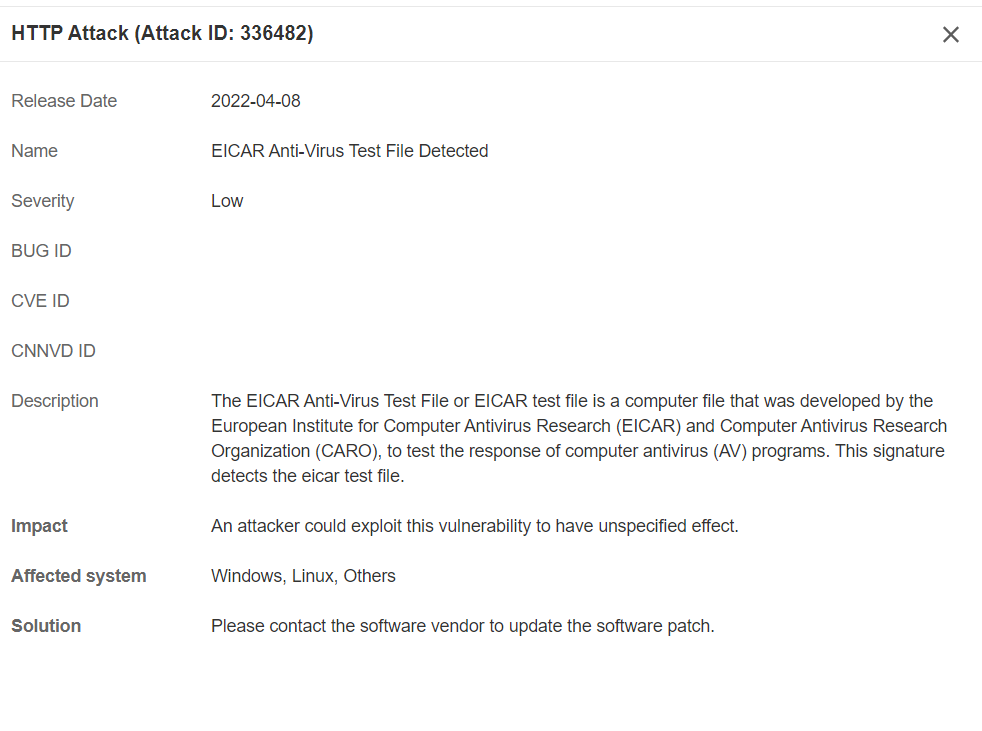 HTTP Attack (Attack ID: 336482)
Release Date 2022-04-08
Name EICAR Anti-Virus Test File Detected
Severity Low
BUG ID
CVE ID
CNNVD ID
Description The EICAR Anti-Virus Test File or EICAR test file is a computer file that was developed by the
European Institute for Computer Antivirus Research (EICAR) and Computer Antivirus Research
Organization (CARO), to test the response of computer antivirus (AV) programs. This signature
detects the eicar test file.
Impact An attacker could exploit this vulnerability to have unspecified effect.
Affected system Windows, Linux, Others
Solution Please contact the software vendor to update the software patch.